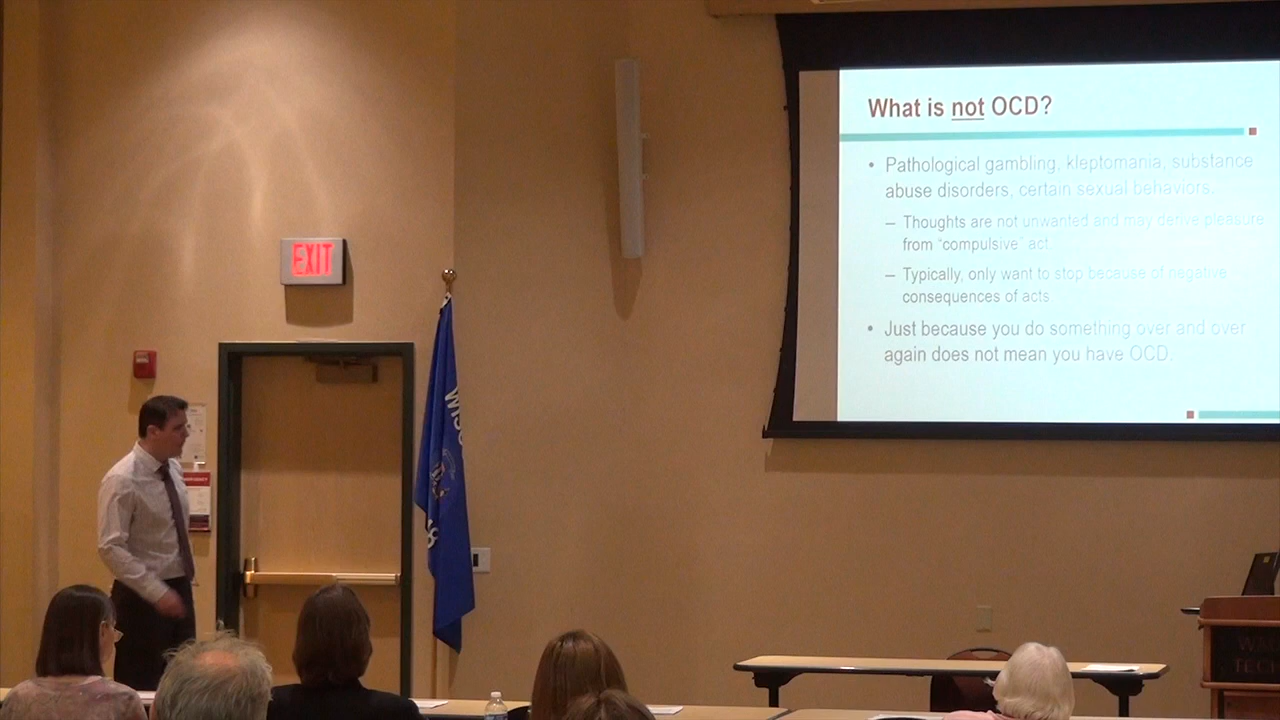 What is not OCD?
• Pathological gambling, kleptomania, substance
abuse disorders, certain sexual behaviors.
– Thoughts are not unwanted and may derive pleasure
from "compulsive" act.
– Typically, only want to stop because of negative
consequences of acts.
• Just because you do something over and over
again does not mean you have OCD.
EXIT
WISC
TECH